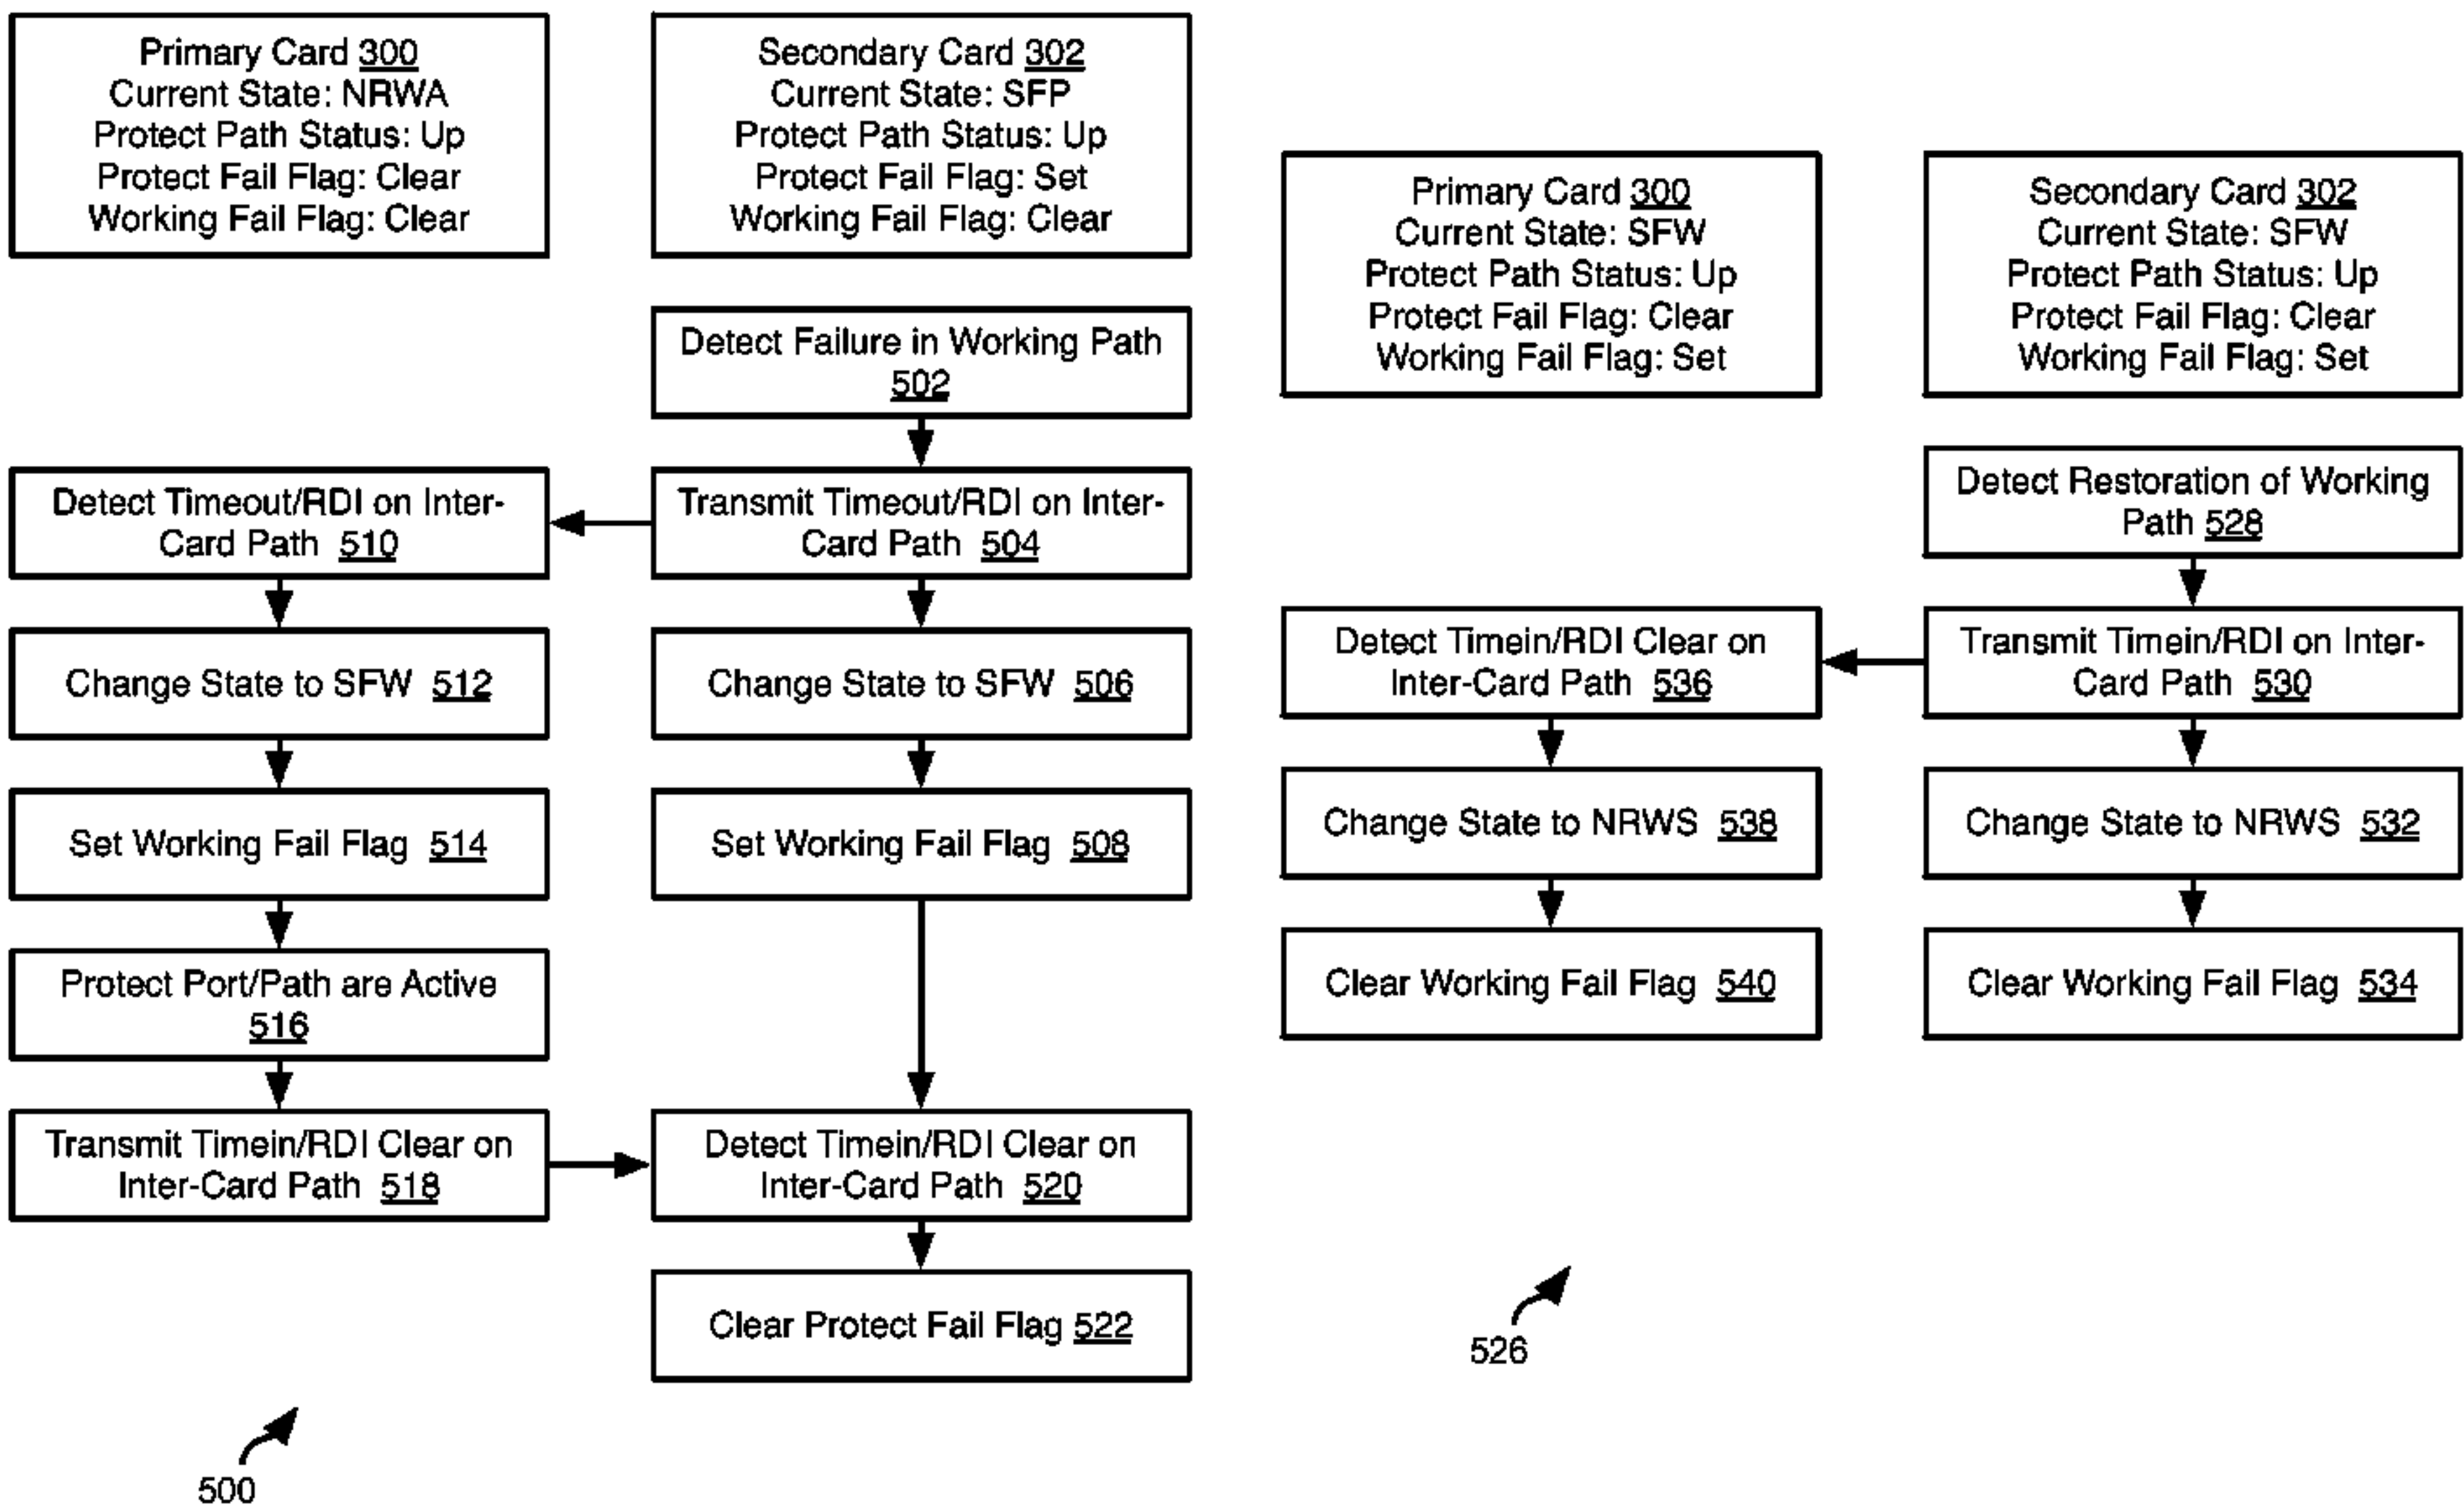 Primary Card 300
Current State: NRWA
Protect Path Status: Up
Protect Fail Flag: Clear
Working Fail Flag: Clear
Secondary Card 302
Current State: SFP
Protect Path Status: Up
Protect Fail Flag: Set
Working Fail Flag: Clear
Detect Failure in Working Path
502
Detect Timeout/RDI on Inter-
Card Path 510
Transmit Timeout/RDI on Inter-
Card Path 504
Change State to SFW 512
Change State to SFW 506
Set Working Fail Flag 514
Set Working Fail Flag 508
Protect Port/Path are Active
516
Transmit Timein/RDI Clear on
Inter-Card Path 518
Detect Timein/RDI Clear on
Inter-Card Path 520
Clear Protect Fail Flag 522
500
Primary Card 300
Current State: SFW
Protect Path Status: Up
Protect Fail Flag: Clear
Working Fail Flag: Set
Secondary Card 302
Current State: SFW
Protect Path Status: Up
Protect Fail Flag: Clear
Working Fail Flag: Set
Detect Restoration of Working
Path 528
Detect Timein/RDI Clear on
Inter-Card Path 536
Transmit Timein/RDI on Inter-
Card Path 530
Change State to NRWS 538
Change State to NRWS 532
Clear Working Fail Flag 540
Clear Working Fail Flag 534
526